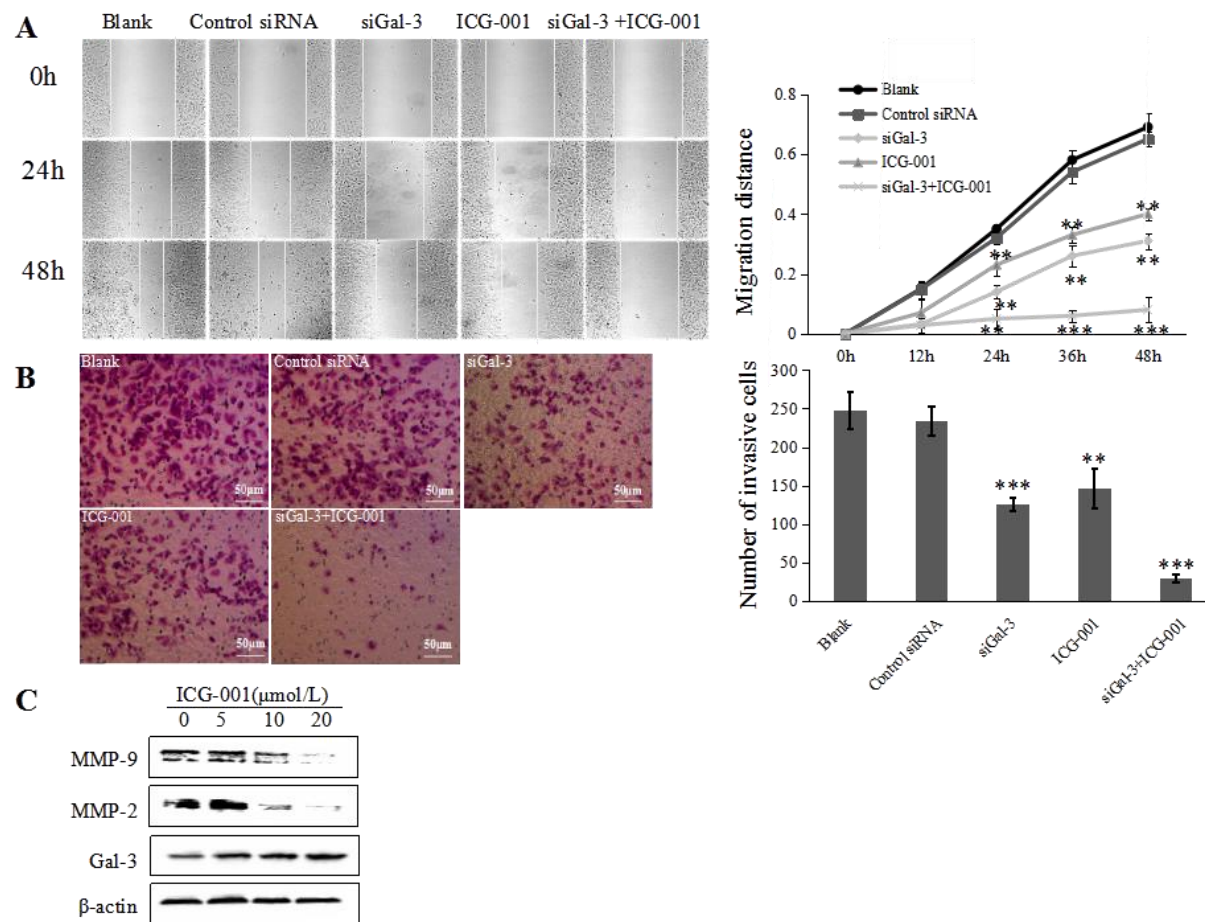 A
Blank Control siRNA siGal-3 ICG-001 siGal-3 +ICG-001
0h
24h
48h
Blank
Control siRNA
siGal-3
ICG-001
siGal-3+ICG-001
Migration distance
0.8
0.6
0.4
0.2
0
** ** **
** ** **
** *** ***
0h 12h 24h 36h 48h
B
Blank
50μm
Control siRNA
50μm
siGal-3
50μm
ICG-001
50μm
siGal-3+ICG-001
50μm
Number of invasive cells
300
250
200
150
100
50
0
*** ** ***
Blank
Control siRNA
siGal-3
ICG-001
siGal-3+ICG-001
C
ICG-001(μmol/L)
0 5 10 20
MMP-9
MMP-2
Gal-3
β-actin